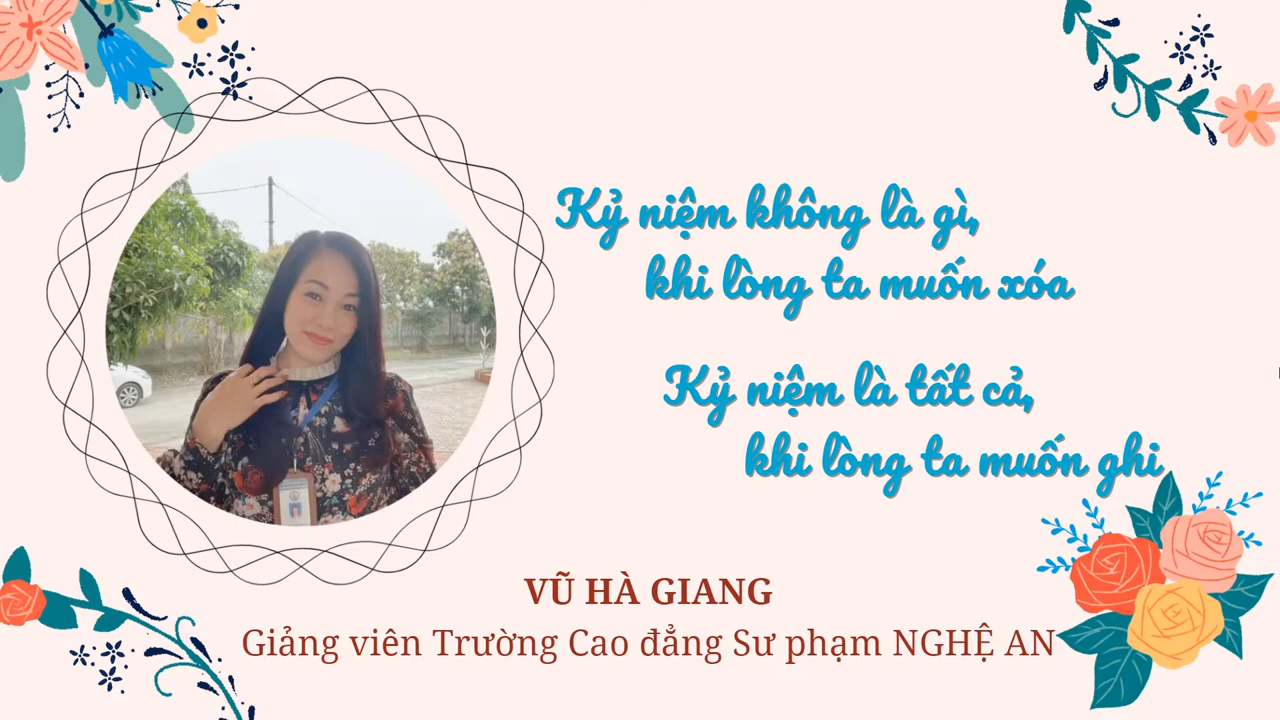 Kỷ niệm không là gì,
khi lòng ta muốn xóa
Kỷ niệm là tất cả,
khi lòng ta muốn ghi
VŨ HÀ GIANG
Giảng viên Trường Cao đẳng Sư phạm NGHỆ AN